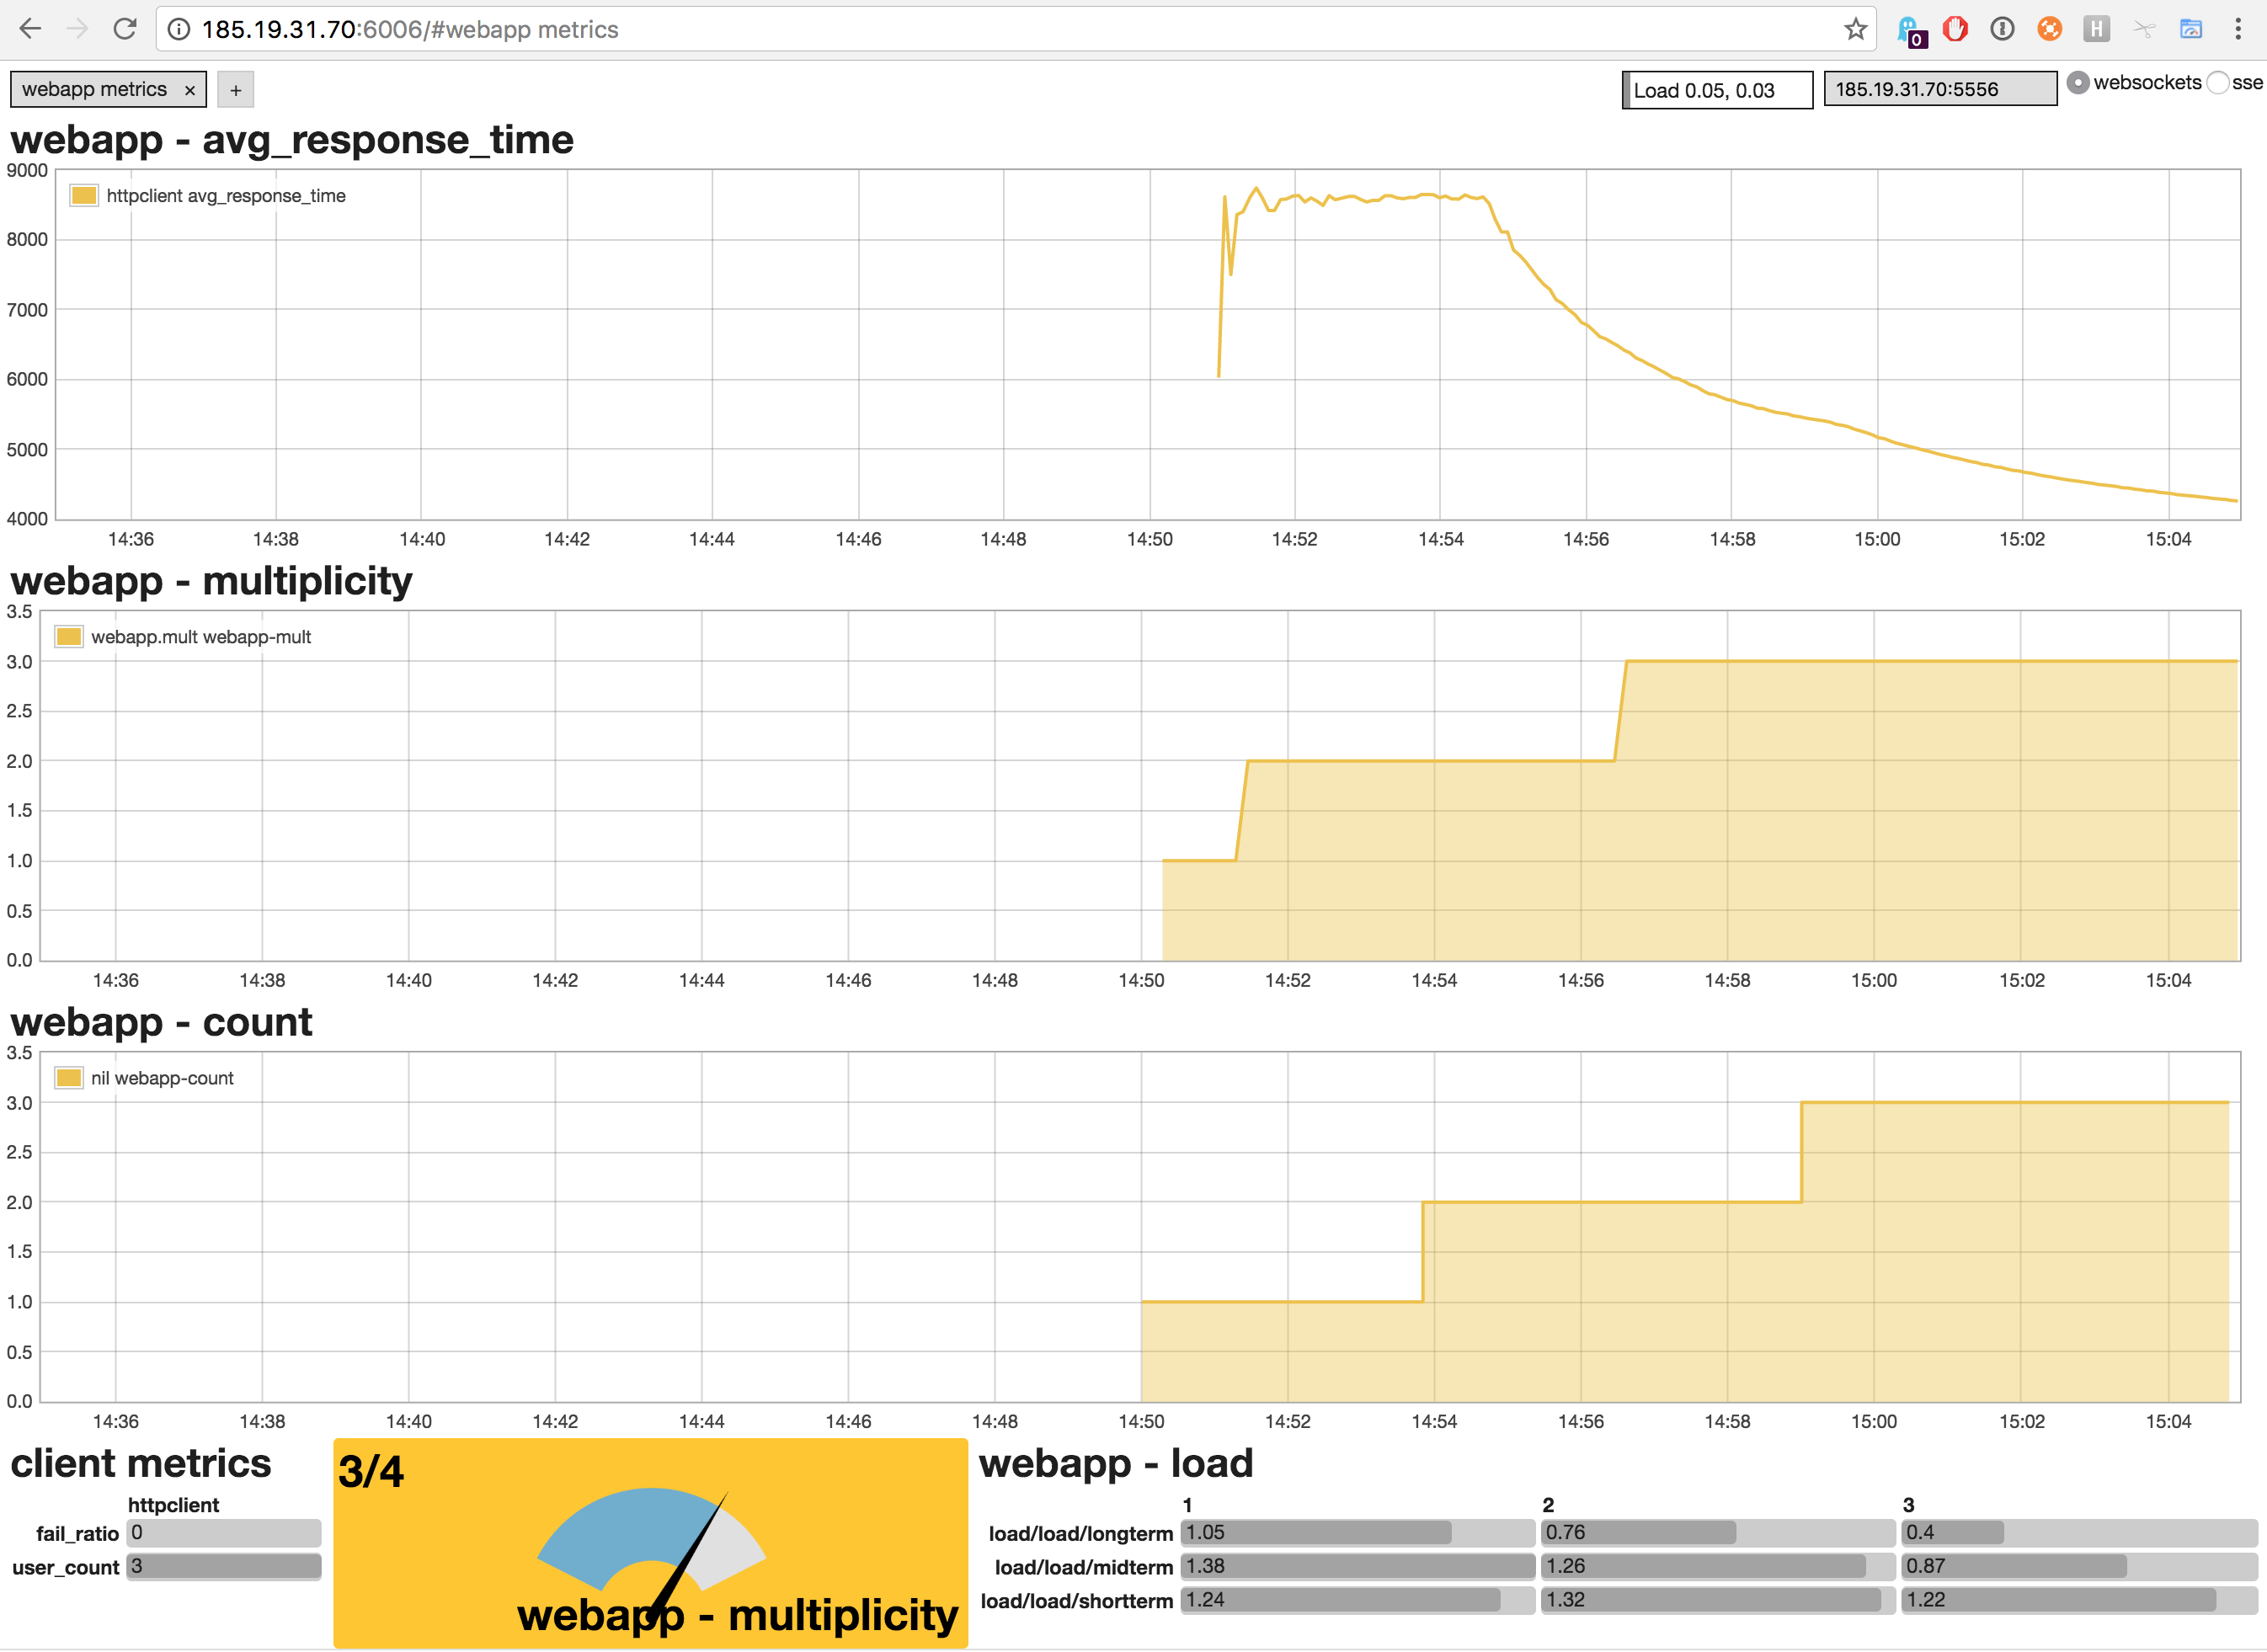 185.19.31.70:6006/#webapp metrics
0
H
webapp metrics × +
Load 0.05, 0.03
185.19.31.70:5556
websockets sse
webapp - avg_response_time
httpclient avg_response_time
9000
8000
7000
6000
5000
4000
14:36 14:38 14:40 14:42 14:44 14:46 14:48 14:50 14:52 14:54 14:56 14:58 15:00 15:02 15:04
webapp - multiplicity
webapp.mult webapp-mult
3.5
3.0
2.5
2.0
1.5
1.0
0.5
0.0
14:36 14:38 14:40 14:42 14:44 14:46 14:48 14:50 14:52 14:54 14:56 14:58 15:00 15:02 15:04
webapp - count
nil webapp-count
3.5
3.0
2.5
2.0
1.5
1.0
0.5
0.0
14:36 14:38 14:40 14:42 14:44 14:46 14:48 14:50 14:52 14:54 14:56 14:58 15:00 15:02 15:04
client metrics
httpclient
fail_ratio 0
user_count 3
3/4
webapp - multiplicity
webapp - load
1 2 3
load/load/longterm 1.05 0.76 0.4
load/load/midterm 1.38 1.26 0.87
load/load/shortterm 1.24 1.32 1.22